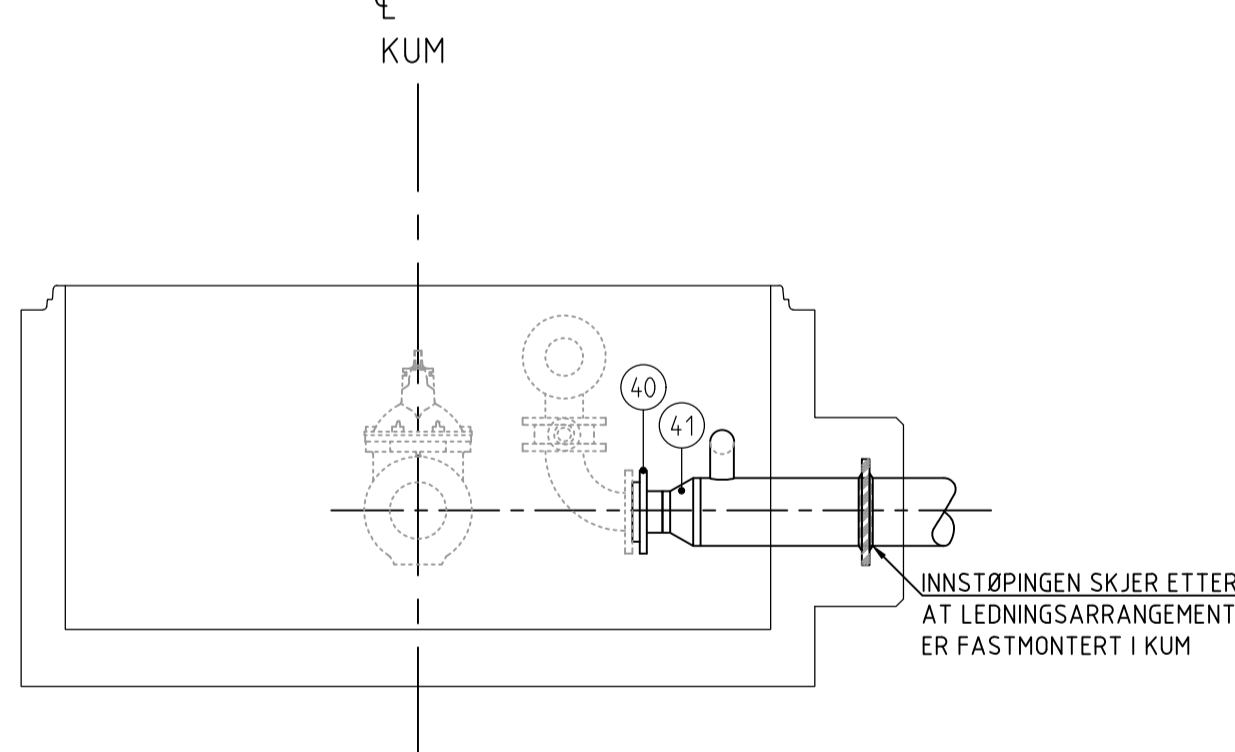 ℄
KUM
40
41
INNSTØPINGEN SKJER ETTER
AT LEDNINGSARRANGEMENT
ER FASTMONTERT I KUM